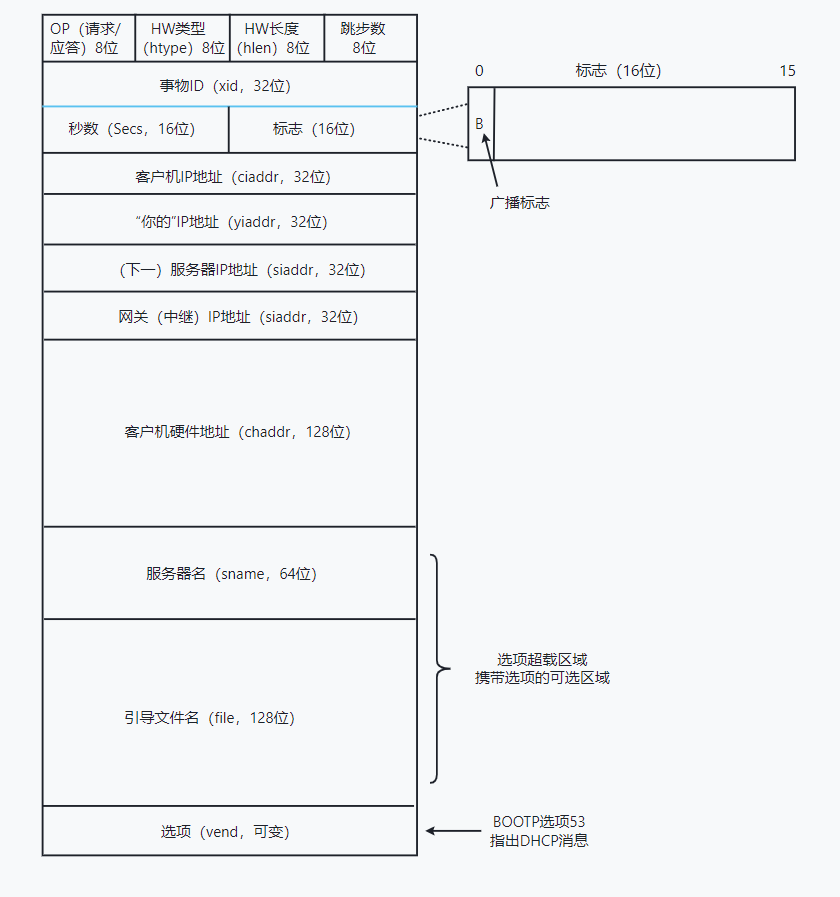 OP（请求/
应答）8位
HW类型
（htype）8位
HW长度
（hlen）8位
跳步数
8位
事物ID（xid，32位）
秒数（Secs，16位）
标志（16位）
0
标志（16位）
15
B
广播标志
客户机IP地址（ciaddr，32位）
“你的”IP地址（yiaddr，32位）
（下一）服务器IP地址（siaddr，32位）
网关（中继）IP地址（siaddr，32位）
客户机硬件地址（chaddr，128位）
服务器名（sname，64位）
引导文件名（file，128位）
选项超载区域
携带选项的可选区域
选项（vend，可变）
BOOTP选项53
指出DHCP消息